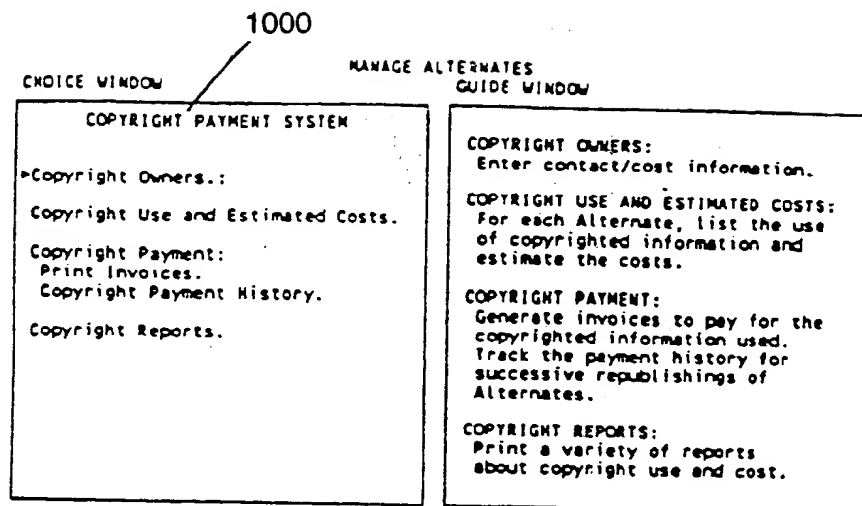 1000
MANAGE ALTERNATES
CHOICE WINDOW
GUIDE WINDOW
COPYRIGHT PAYMENT SYSTEM
▸Copyright Owners.:
Copyright Use and Estimated Costs.
Copyright Payment:
Print Invoices.
Copyright Payment History.
Copyright Reports.
COPYRIGHT OWNERS:
Enter contact/cost information.
COPYRIGHT USE AND ESTIMATED COSTS:
For each Alternate, list the use
of copyrighted information and
estimate the costs.
COPYRIGHT PAYMENT:
Generate invoices to pay for the
copyrighted information used.
Track the payment history for
successive republishings of
Alternates.
COPYRIGHT REPORTS:
Print a variety of reports
about copyright use and cost.